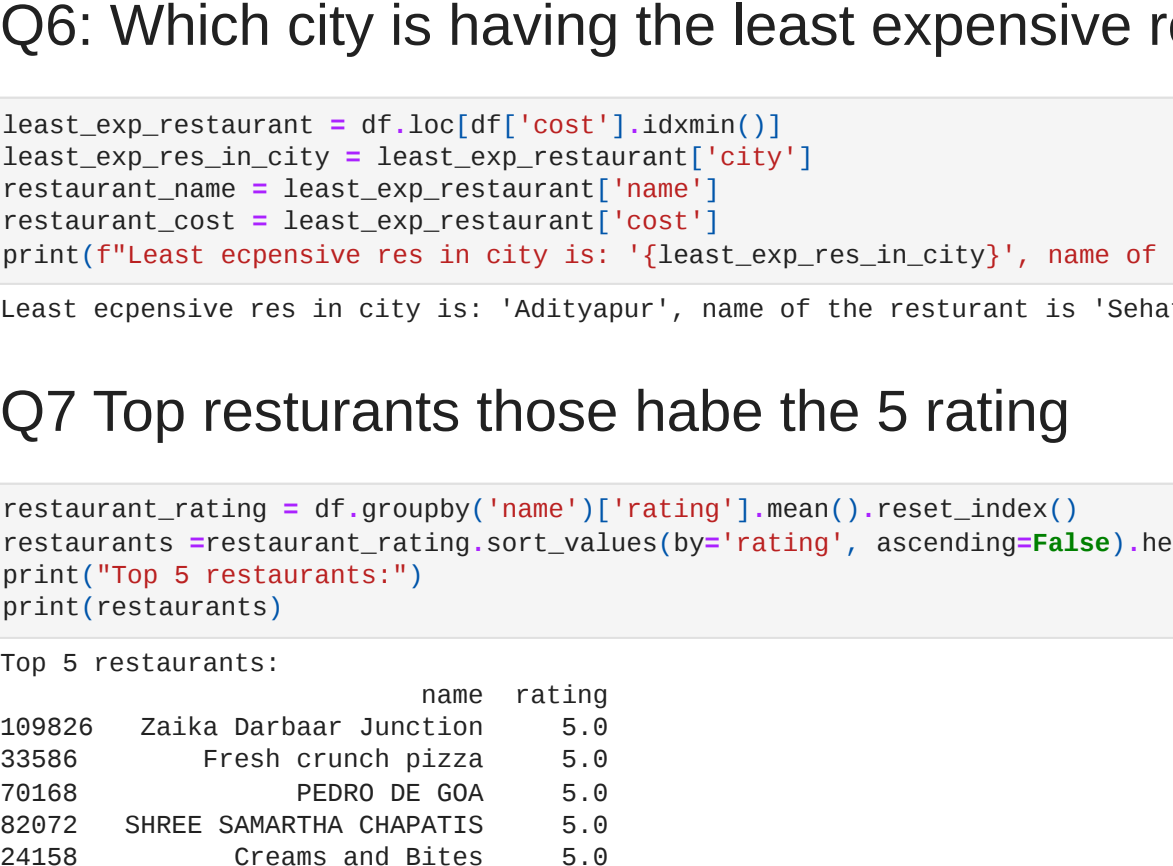 Q6: Which city is having the least expensive
least_exp_restaurant = df.loc[df['cost'].idxmin()]
least_exp_res_in_city = least_exp_restaurant['city']
restaurant_name = least_exp_restaurant['name']
restaurant_cost = least_exp_restaurant['cost']
print(f"Least ecpensive res in city is: '{least_exp_res_in_city}', name of
Least ecpensive res in city is: 'Adityapur', name of the resturant is 'Seha
Q7 Top resturants those habe the 5 rating
restaurant_rating = df.groupby('name')['rating'].mean().reset_index()
restaurants =restaurant_rating.sort_values(by='rating', ascending=False).he
print("Top 5 restaurants:")
print(restaurants)
Top 5 restaurants:
name rating
109826 Zaika Darbaar Junction 5.0
33586 Fresh crunch pizza 5.0
70168 PEDRO DE GOA 5.0
82072 SHREE SAMARTHA CHAPATIS 5.0
24158 Creams and Bites 5.0